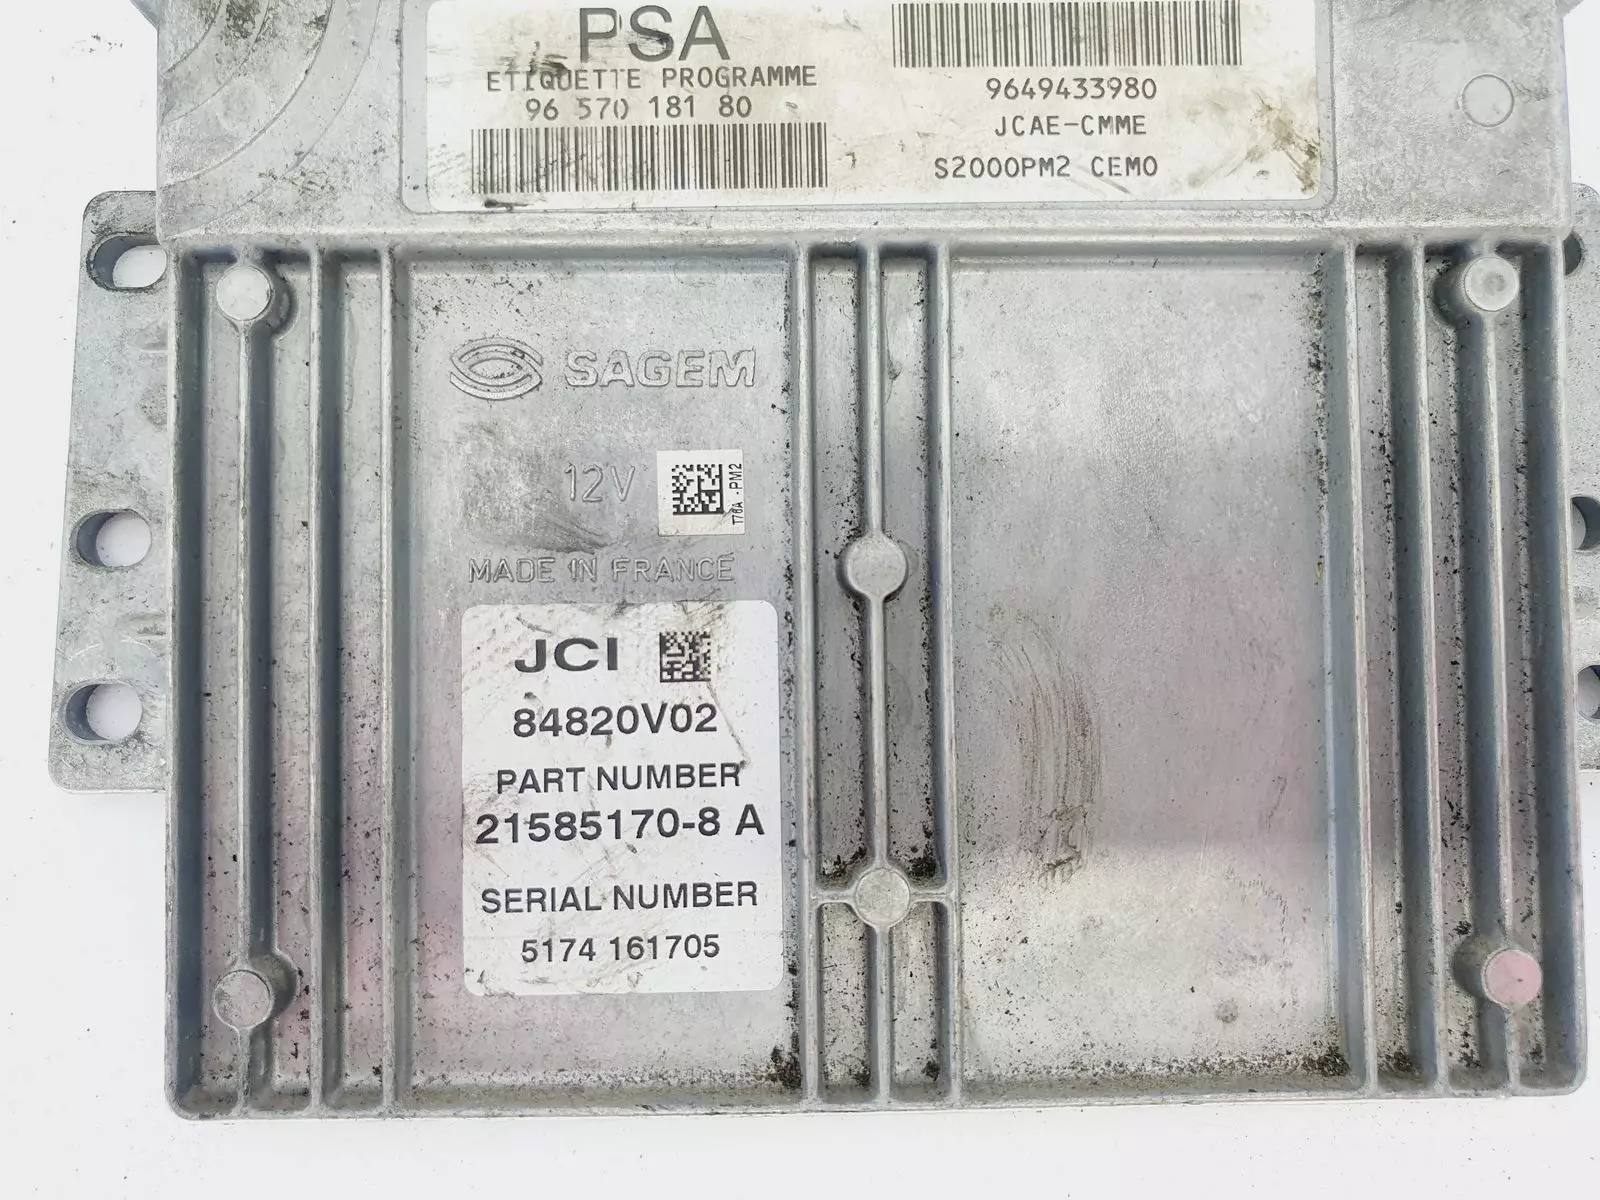 PSA
ETIQUETTE PROGRAMME
96 570 181 80
9649433980
JCAE-CMME
S2000PM2 CEMO
SAGEM
12V
T76A -PM2
MADE IN FRANCE
JCI
84820V02
PART NUMBER
21585170-8 A
SERIAL NUMBER
5174 161705